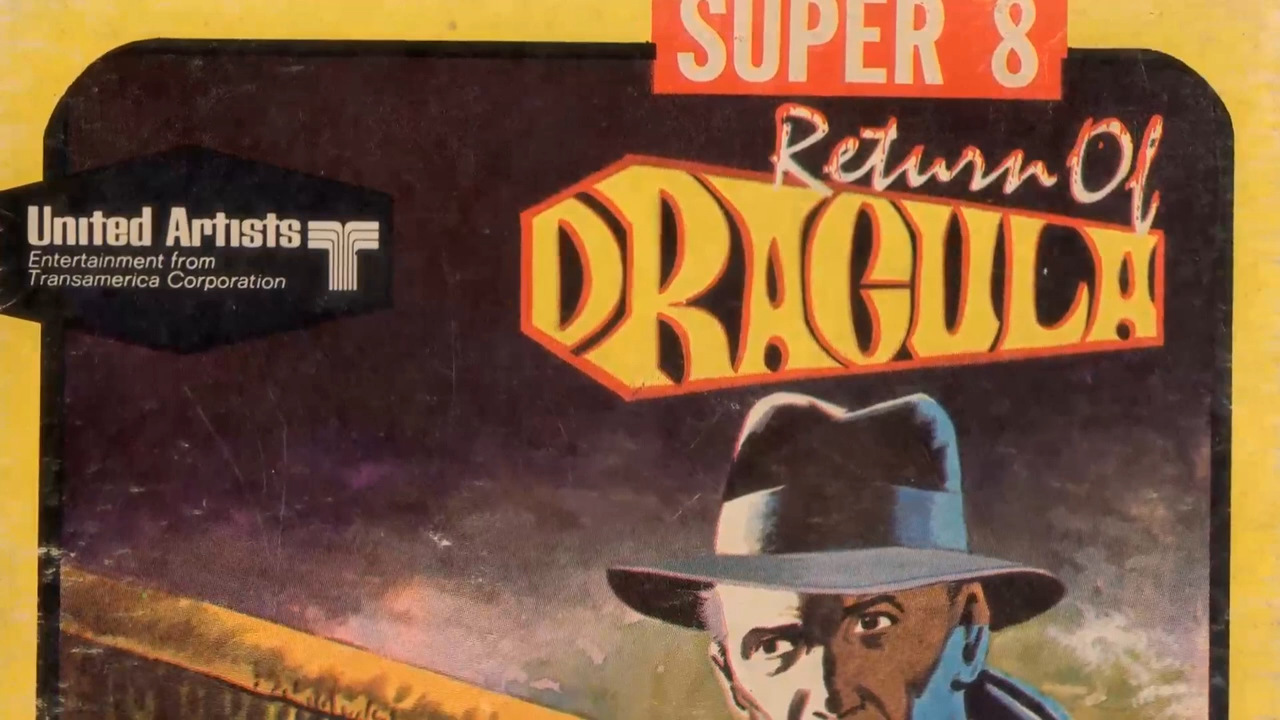 SUPER 8
Return Of
DRACULA
United Artists
Entertainment from
Transamerica Corporation